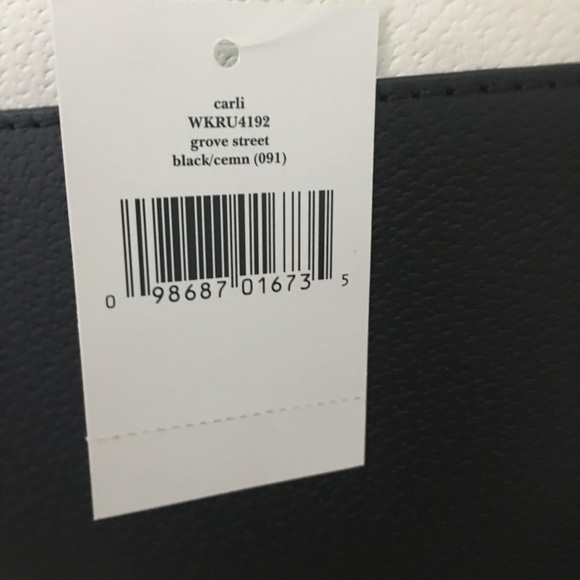 carli
WKRU4192
grove street
black/cemn (091)
0 98687 01673 5